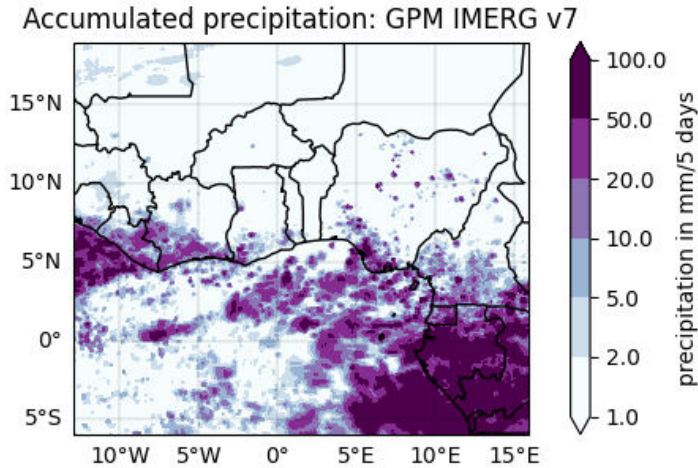 Accumulated precipitation: GPM IMERG v7
15°N
10°N
5°N
0°
5°S
10°W
5°W
0°
5°E
10°E
15°E
100.0
50.0
20.0
10.0
5.0
2.0
1.0
precipitation in mm/5 days